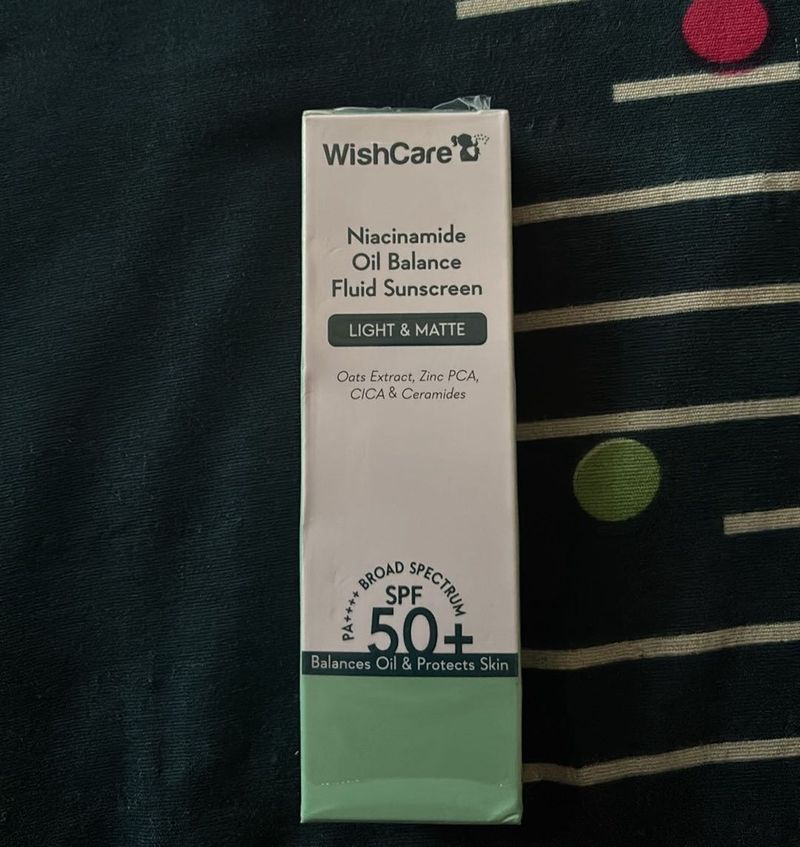 WishCare
Niacinamide
Oil Balance
Fluid Sunscreen
LIGHT & MATTE
Oats Extract, Zinc PCA,
CICA & Ceramides
PA++++ BROAD SPECTRUM
SPF
50+
Balances Oil & Protects Skin